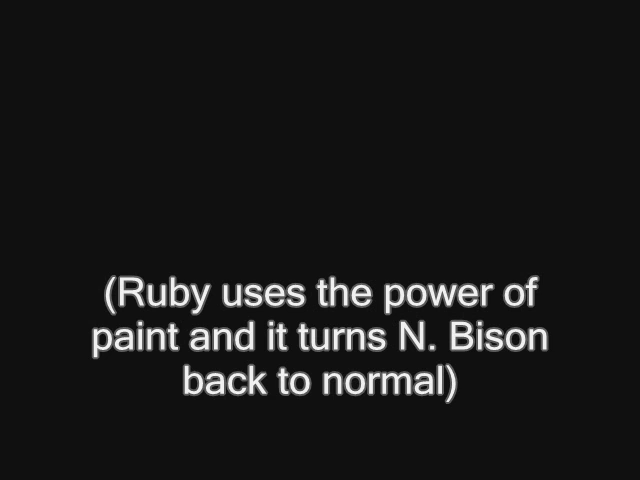 (Ruby uses the power of
paint and it turns N. Bison
back to normal)